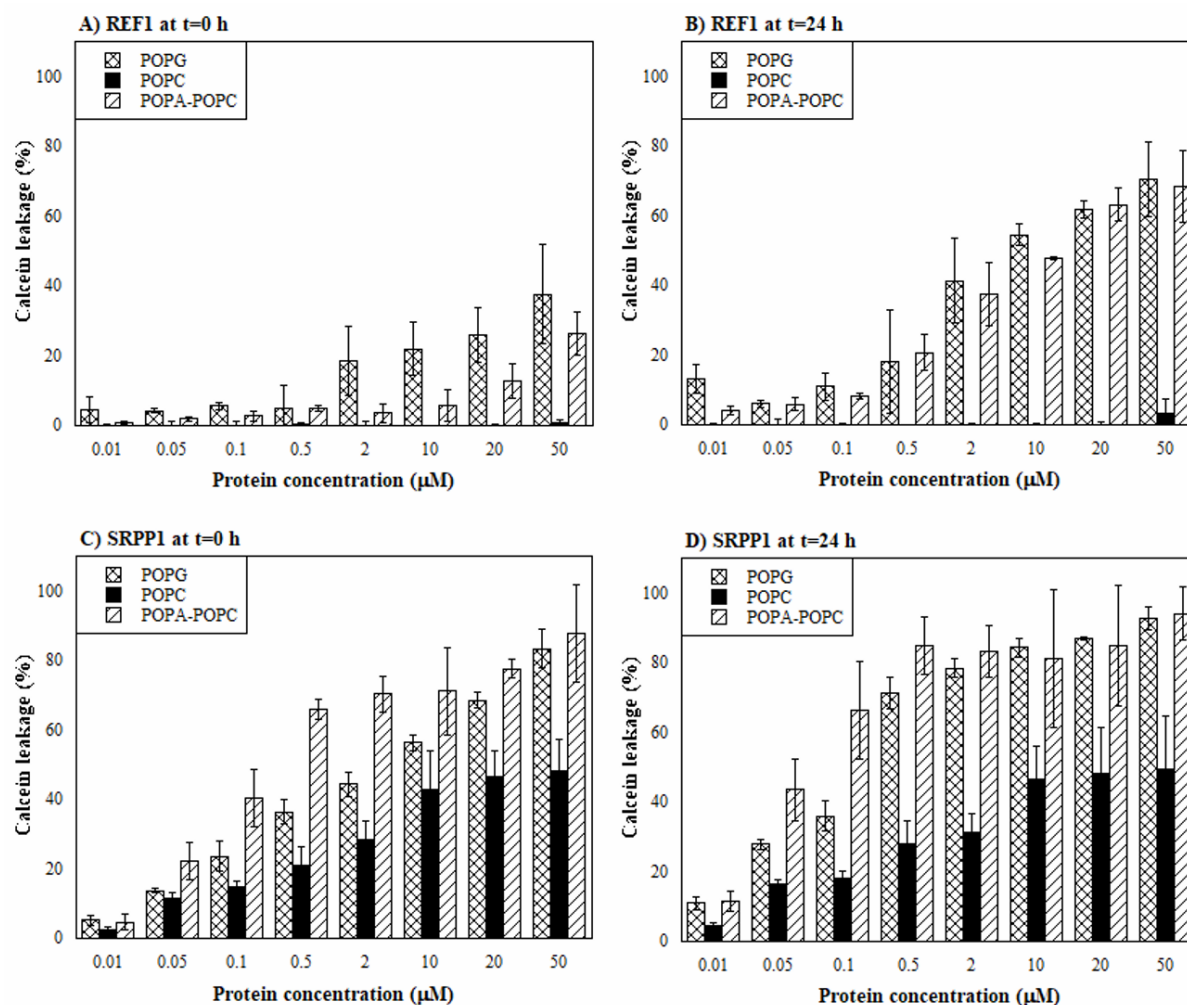 A) REF1 at t=0 h
POPG
POPC
POPA-POPC
Calcein leakage (%)
100
80
60
40
20
0
0.01 0.05 0.1 0.5 2 10 20 50
Protein concentration (μM)
B) REF1 at t=24 h
POPG
POPC
POPA-POPC
Calcein leakage (%)
100
80
60
40
20
0
0.01 0.05 0.1 0.5 2 10 20 50
Protein concentration (μM)
C) SRPP1 at t=0 h
POPG
POPC
POPA-POPC
Calcein leakage (%)
100
80
60
40
20
0
0.01 0.05 0.1 0.5 2 10 20 50
Protein concentration (μM)
D) SRPP1 at t=24 h
POPG
POPC
POPA-POPC
Calcein leakage (%)
100
80
60
40
20
0
0.01 0.05 0.1 0.5 2 10 20 50
Protein concentration (μM)